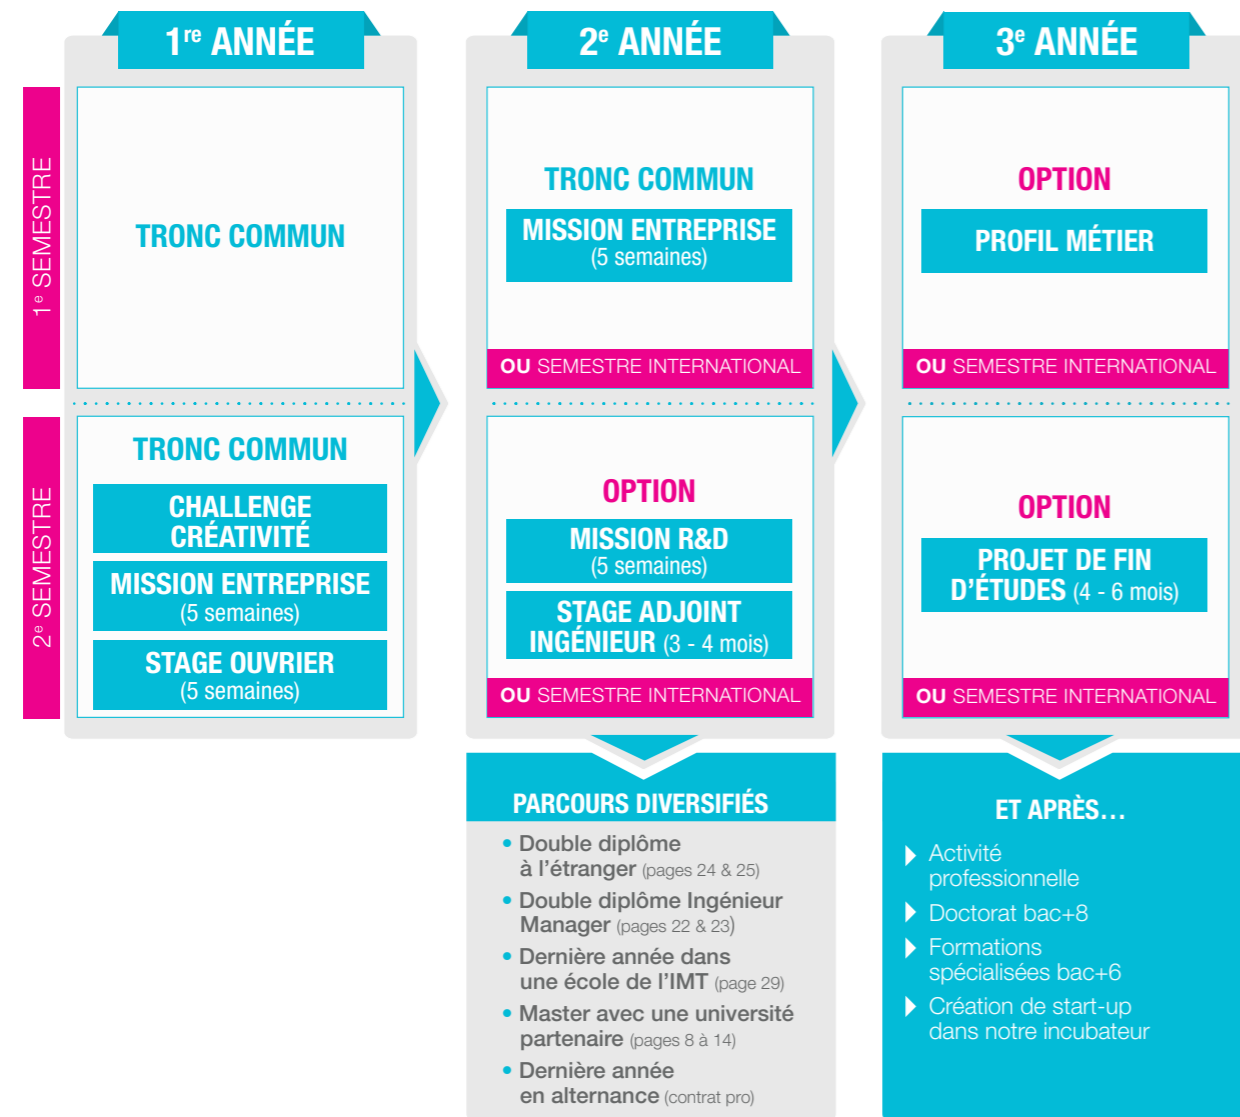 1re ANNÉE
1e SEMESTRE
TRONC COMMUN
2e SEMESTRE
TRONC COMMUN
CHALLENGE
CRÉATIVITÉ
MISSION ENTREPRISE
(5 semaines)
STAGE OUVRIER
(5 semaines)
2e ANNÉE
TRONC COMMUN
MISSION ENTREPRISE
(5 semaines)
OU SEMESTRE INTERNATIONAL
OPTION
MISSION R&D
(5 semaines)
STAGE ADJOINT
INGÉNIEUR (3 - 4 mois)
OU SEMESTRE INTERNATIONAL
PARCOURS DIVERSIFIÉS
• Double diplôme
à l'étranger (pages 24 & 25)
• Double diplôme Ingénieur
Manager (pages 22 & 23)
• Dernière année dans
une école de l'IMT (page 29)
• Master avec une université
partenaire (pages 8 à 14)
• Dernière année
en alternance (contrat pro)
3e ANNÉE
OPTION
PROFIL MÉTIER
OU SEMESTRE INTERNATIONAL
OPTION
PROJET DE FIN
D'ÉTUDES (4 - 6 mois)
OU SEMESTRE INTERNATIONAL
ET APRÈS...
Activité
professionnelle
Doctorat bac+8
Formations
spécialisées bac+6
Création de start-up
dans notre incubateur